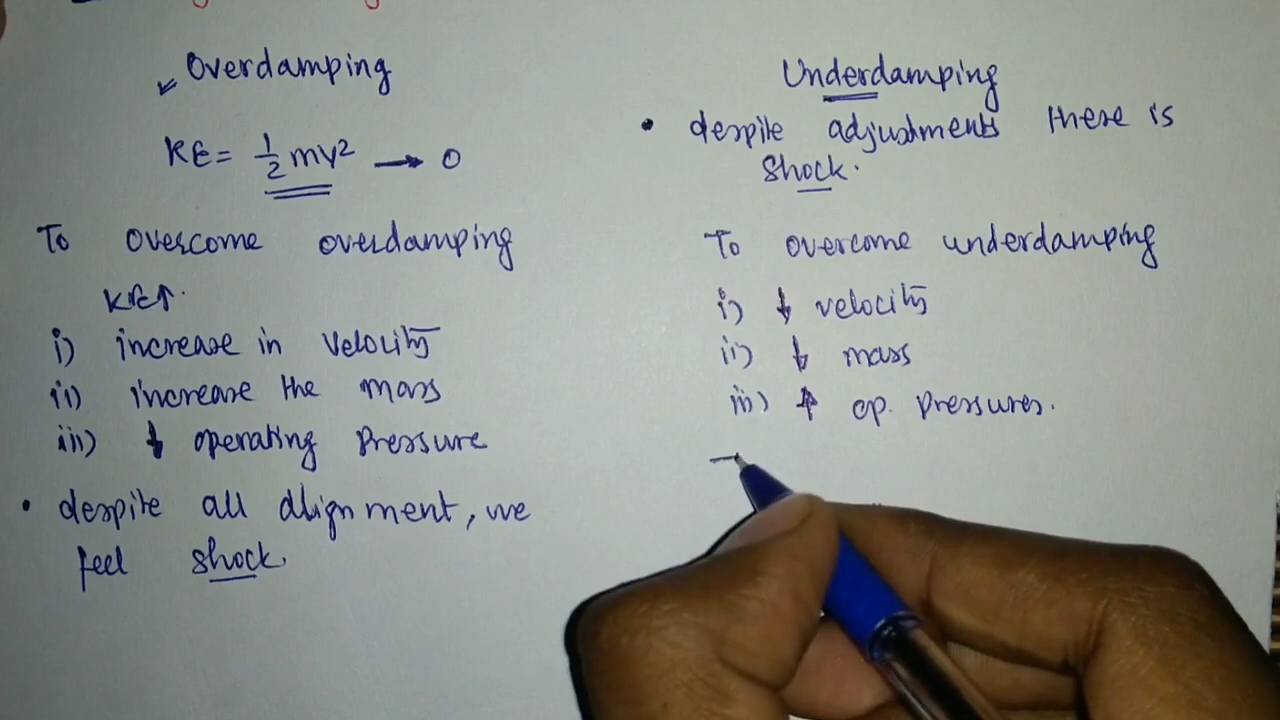 Overdamping
KE = 1/2 mv² → 0
To overcome overdamping
KE↑.
i) increase in velocity
ii) increase the mass
iii) ↓ operating pressure
• despite all alignment, we
feel shock.
Underdamping
• despite adjustments there is
shock.
To overcome underdamping
i) ↓ velocity
ii) ↓ mass
iii) ↑ op. pressures.